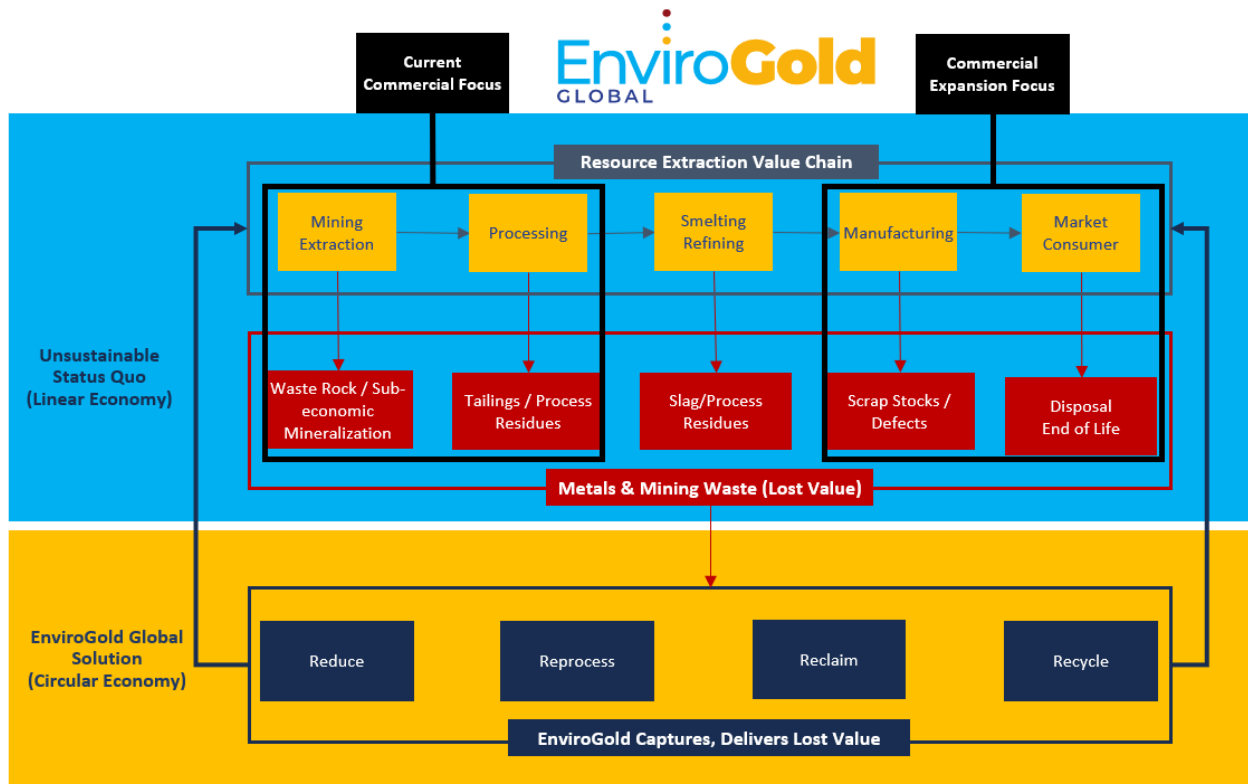 Current
Commercial Focus
EnviroGold
GLOBAL
Commercial
Expansion Focus
Resource Extraction Value Chain
Mining
Extraction
Processing
Smelting
Refining
Manufacturing
Market
Consumer
Unsustainable
Status Quo
(Linear Economy)
Waste Rock / Sub-
economic
Mineralization
Tailings / Process
Residues
Slag/Process
Residues
Scrap Stocks /
Defects
Disposal
End of Life
Metals & Mining Waste (Lost Value)
EnviroGold Global
Solution
(Circular Economy)
Reduce
Reprocess
Reclaim
Recycle
EnviroGold Captures, Delivers Lost Value